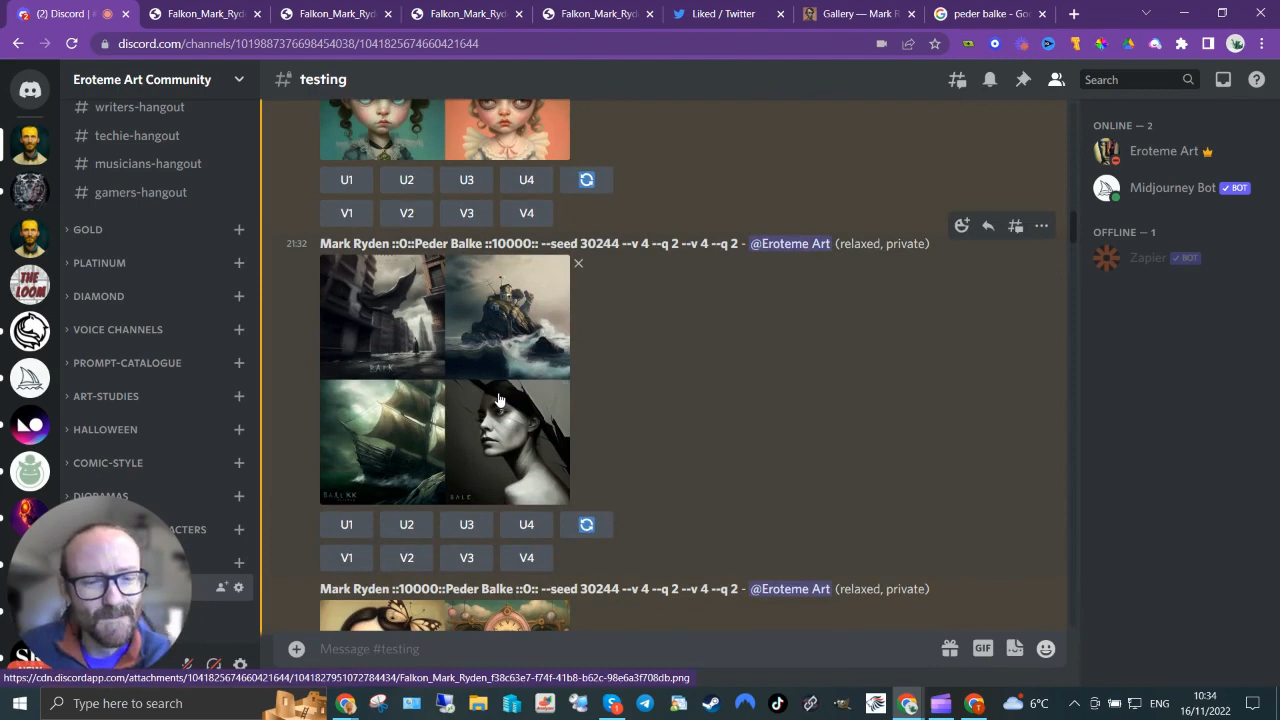 (2) Discord |
Falkon_Mark_Ryd
Falkon_Mark_Ryd
Falkon_Mark_Ryd
Falkon_Mark_Ryd
Liked / Twitter
Gallery — Mark R
peder balke - Go
discord.com/channels/1019887376698454038/1041825674660421644
Eroteme Art Community
testing
Search
writers-hangout
techie-hangout
musicians-hangout
gamers-hangout
GOLD
PLATINUM
DIAMOND
VOICE CHANNELS
PROMPT-CATALOGUE
ART-STUDIES
HALLOWEEN
COMIC-STYLE
DIORAMAS
ACTERS
THE LOOM
U1 U2 U3 U4
V1 V2 V3 V4
21:32 Mark Ryden ::0::Peder Balke ::10000:: --seed 30244 --v 4 --q 2 --v 4 --q 2 - @Eroteme Art (relaxed, private)
U1 U2 U3 U4
V1 V2 V3 V4
Mark Ryden ::10000::Peder Balke ::0:: --seed 30244 --v 4 --q 2 --v 4 --q 2 - @Eroteme Art (relaxed, private)
Message #testing
GIF
ONLINE — 2
Eroteme Art
Midjourney Bot BOT
OFFLINE — 1
Zapier BOT
https://cdn.discordapp.com/attachments/1041825674660421644/1041827951072784434/Falkon_Mark_Ryden_f38c63e7-f74f-41b8-b62c-98e6a3f708db.png
Type here to search
6°C
ENG
10:34
16/11/2022